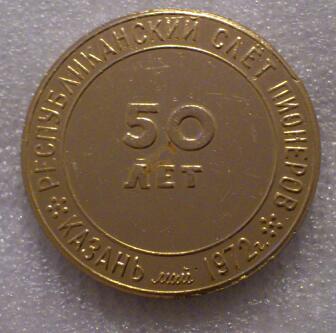 РЕСПУБЛИКАНСКИЙ СЛЁТ ПИОНЕРОВ
50
ЛЕТ
КАЗАНЬ май 1972г.